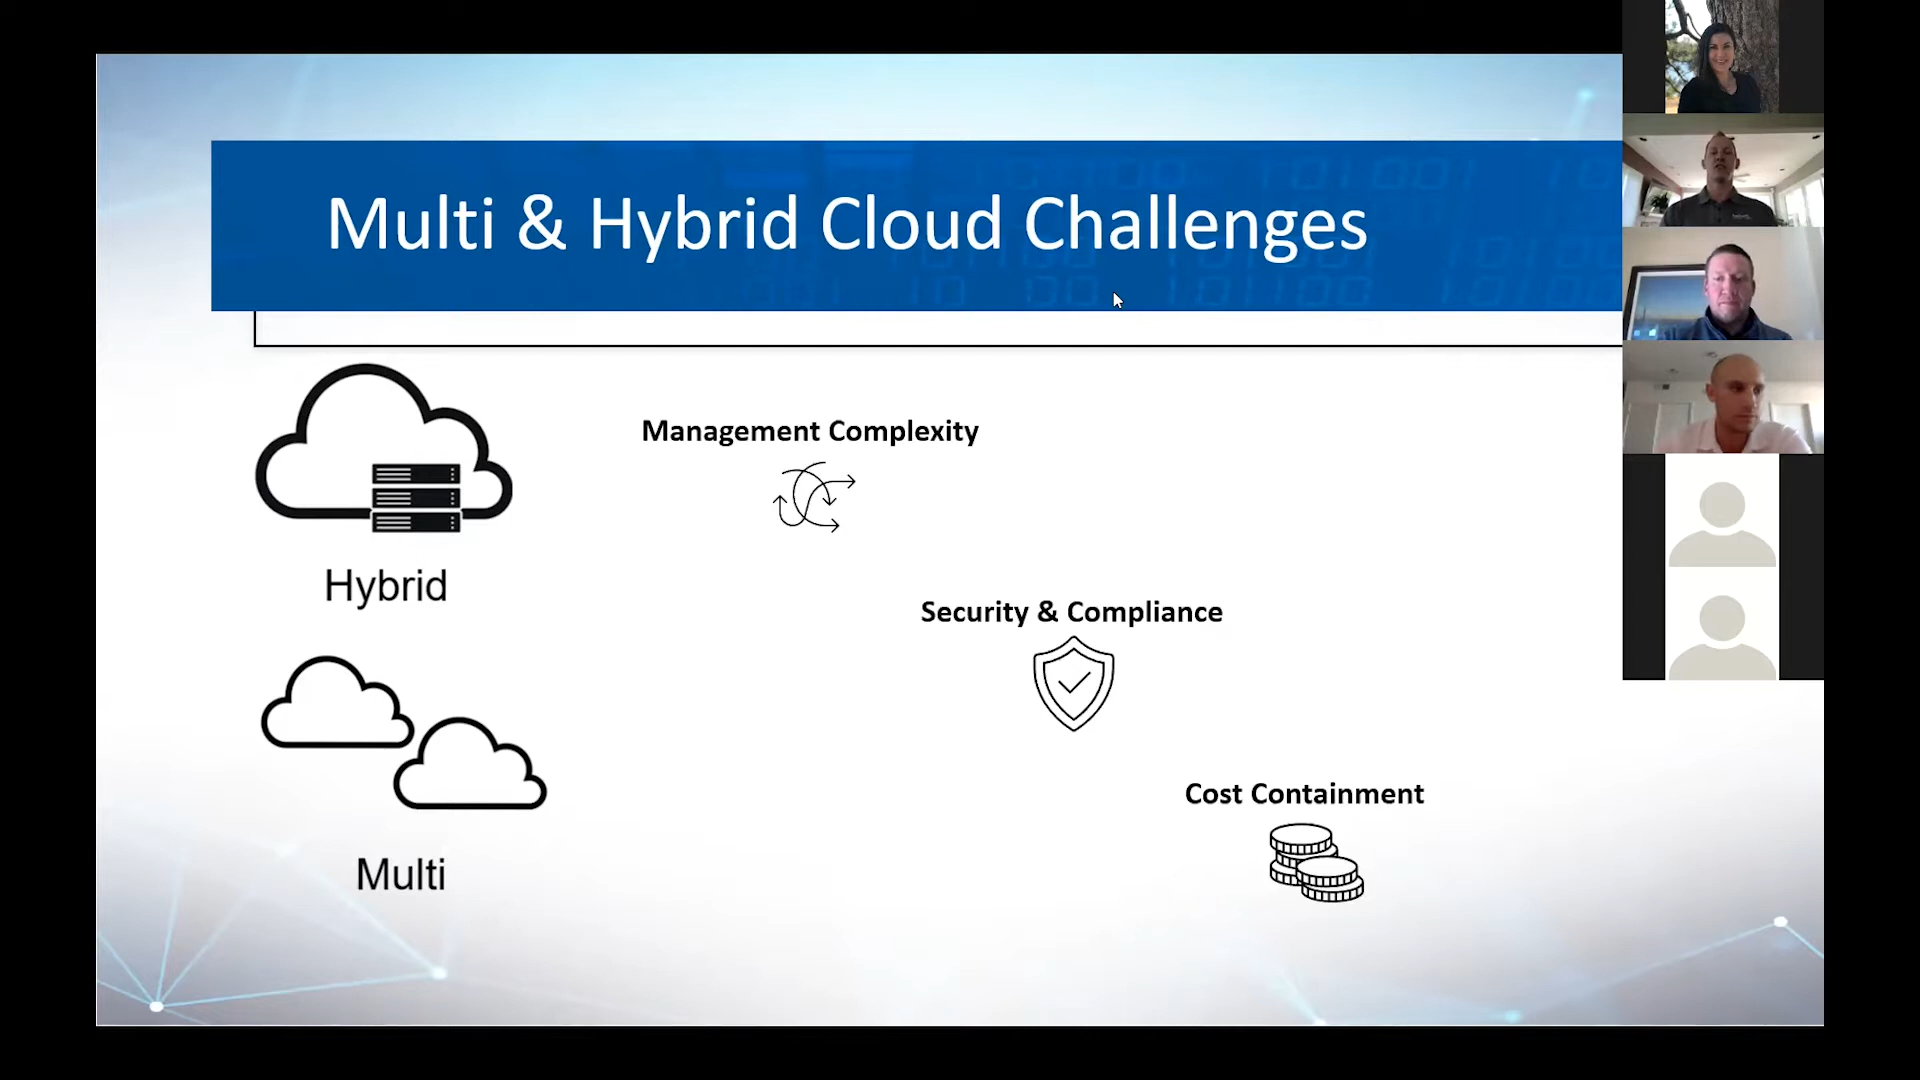 Multi & Hybrid Cloud Challenges
Management Complexity
Hybrid
Security & Compliance
Cost Containment
Multi